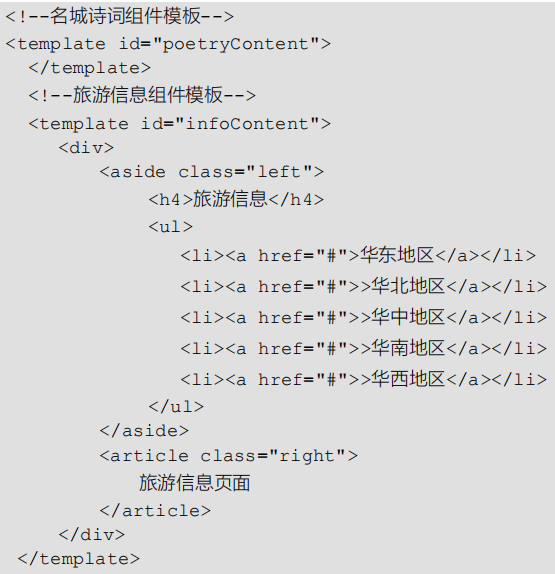 <!--名城诗词组件模板-->
<template id="poetryContent">
</template>
<!--旅游信息组件模板-->
<template id="infoContent">
<div>
<aside class="left">
<h4>旅游信息</h4>
<ul>
<li><a href="#">华东地区</a></li>
<li><a href="#">>华北地区</a></li>
<li><a href="#">>华中地区</a></li>
<li><a href="#">>华南地区</a></li>
<li><a href="#">>华西地区</a></li>
</ul>
</aside>
<article class="right">
旅游信息页面
</article>
</div>
</template>